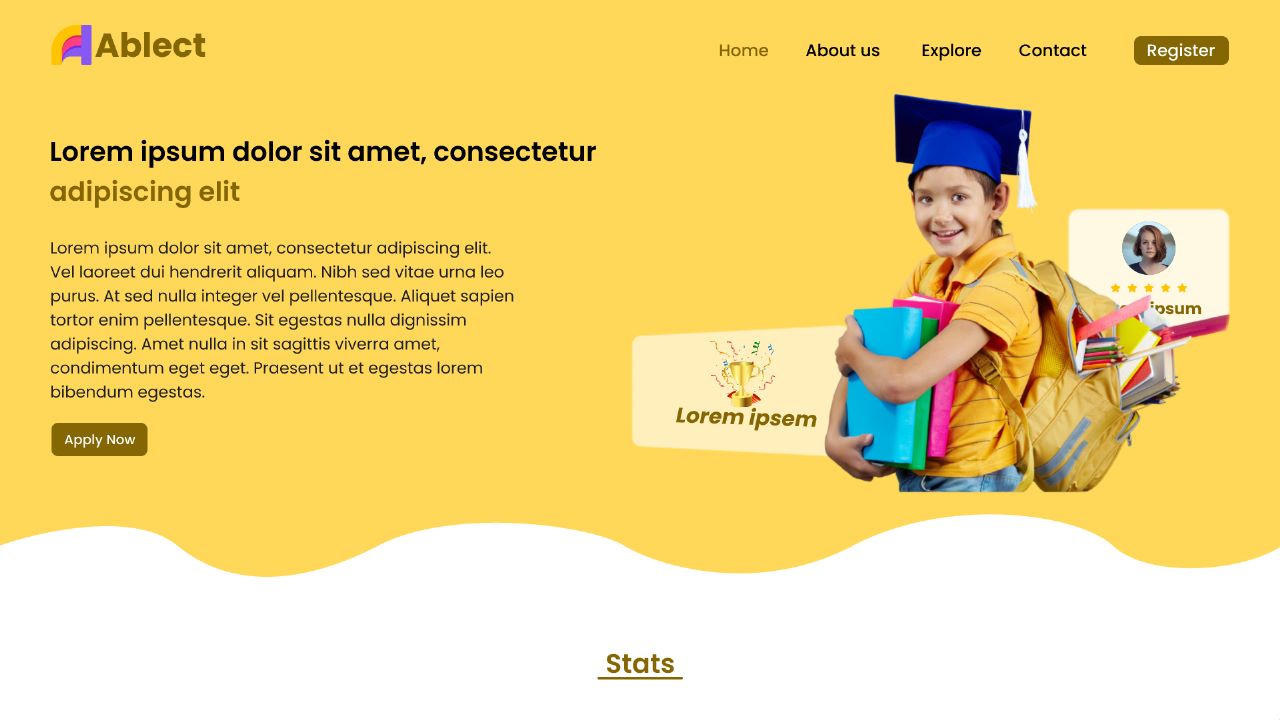 Ablect
Home About us Explore Contact Register
Lorem ipsum dolor sit amet, consectetur
adipiscing elit
Lorem ipsum dolor sit amet, consectetur adipiscing elit.
Vel laoreet dui hendrerit aliquam. Nibh sed vitae urna leo
purus. At sed nulla integer vel pellentesque. Aliquet sapien
tortor enim pellentesque. Sit egestas nulla dignissim
adipiscing. Amet nulla in sit sagittis viverra amet,
condimentum eget eget. Praesent ut et egestas lorem
bibendum egestas.
Apply Now
Lorem ipsem
ipsum
Stats